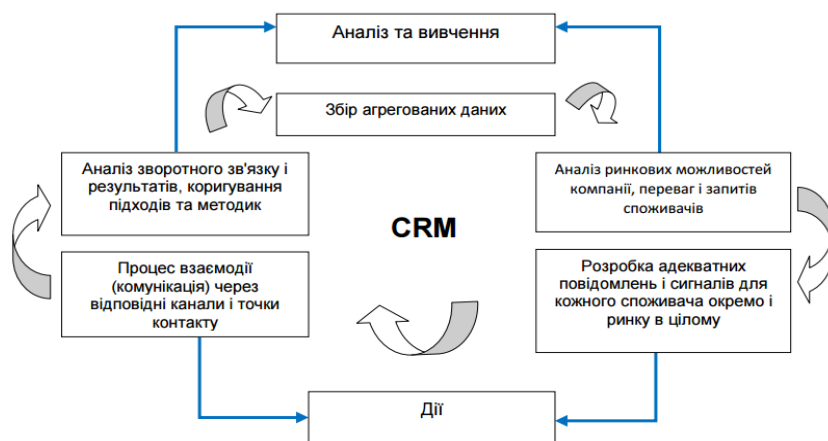 Аналіз та вивчення
Збір агрегованих даних
Аналіз зворотного зв'язку і
результатів, коригування
підходів та методик
Аналіз ринкових можливостей
компанії, переваг і запитів
споживачів
CRM
Процес взаємодії
(комунікація) через
відповідні канали і точки
контакту
Розробка адекватних
повідомлень і сигналів для
кожного споживача окремо і
ринку в цілому
Дії